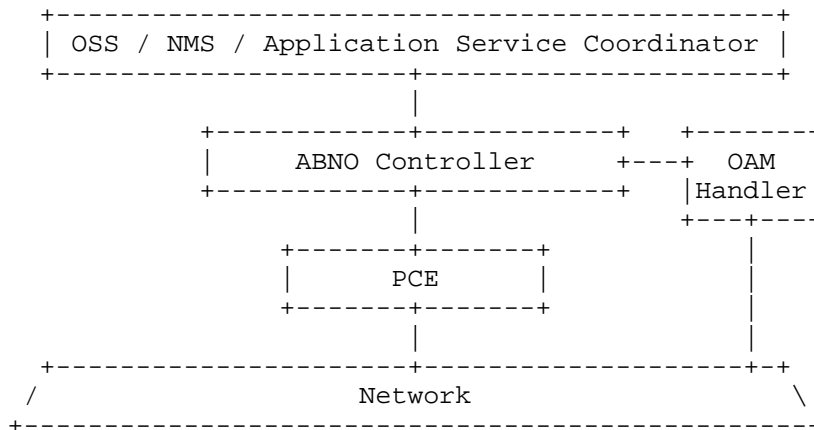 OSS / NMS / Application Service Coordinator
ABNO Controller
OAM
Handler
PCE
Network